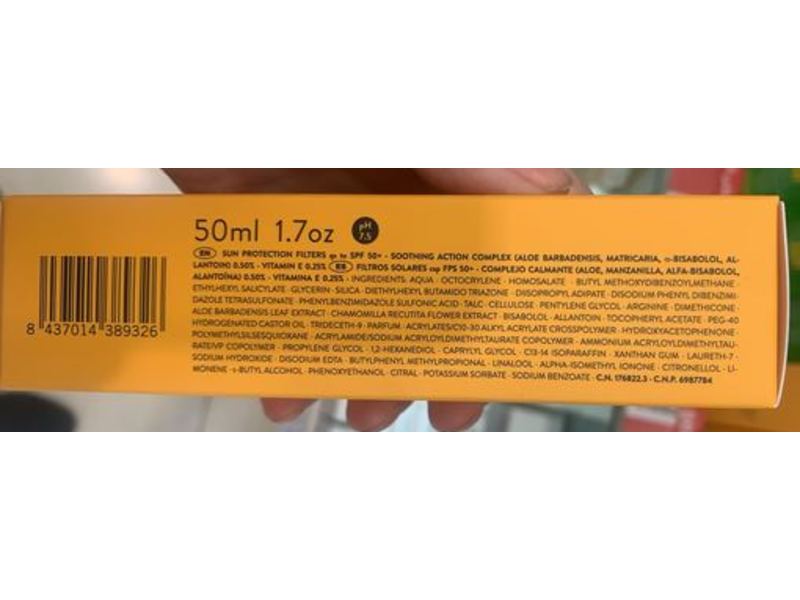 50ml 1.7oz pH 7.5
EN SUN PROTECTION FILTERS qs to SPF 50+ - SOOTHING ACTION COMPLEX (ALOE BARBADENSIS, MATRICARIA, α-BISABOLOL, AL-
LANTOIN) 0.50% - VITAMIN E 0.25% ES FILTROS SOLARES csp FPS 50+ - COMPLEJO CALMANTE (ALOE, MANZANILLA, ALFA-BISABOLOL,
ALANTOÍNA) 0.50% - VITAMINA E 0.25% - INGREDIENTS: AQUA · OCTOCRYLENE · HOMOSALATE · BUTYL METHOXYDIBENZOYLMETHANE ·
ETHYLHEXYL SALICYLATE · GLYCERIN · SILICA · DIETHYLHEXYL BUTAMIDO TRIAZONE · DIISOPROPYL ADIPATE · DISODIUM PHENYL DIBENZIMI-
DAZOLE TETRASULFONATE · PHENYLBENZIMIDAZOLE SULFONIC ACID · TALC · CELLULOSE · PENTYLENE GLYCOL · ARGININE · DIMETHICONE ·
ALOE BARBADENSIS LEAF EXTRACT · CHAMOMILLA RECUTITA FLOWER EXTRACT · BISABOLOL · ALLANTOIN · TOCOPHERYL ACETATE · PEG-40
HYDROGENATED CASTOR OIL · TRIDECETH-9 · PARFUM · ACRYLATES/C10-30 ALKYL ACRYLATE CROSSPOLYMER · HYDROXYACETOPHENONE ·
POLYMETHYLSILSESQUIOXANE · ACRYLAMIDE/SODIUM ACRYLOYLDIMETHYLTAURATE COPOLYMER · AMMONIUM ACRYLOYLDIMETHYLTAU-
RATE/VP COPOLYMER · PROPYLENE GLYCOL · 1,2-HEXANEDIOL · CAPRYLYL GLYCOL · C13-14 ISOPARAFFIN · XANTHAN GUM · LAURETH-7 ·
SODIUM HYDROXIDE · DISODIUM EDTA · BUTYLPHENYL METHYLPROPIONAL · LINALOOL · ALPHA-ISOMETHYL IONONE · CITRONELLOL · LI-
MONENE · t-BUTYL ALCOHOL · PHENOXYETHANOL · CITRAL · POTASSIUM SORBATE · SODIUM BENZOATE · C.N. 176822.3 - C.N.P. 6987784
8 437014 389326